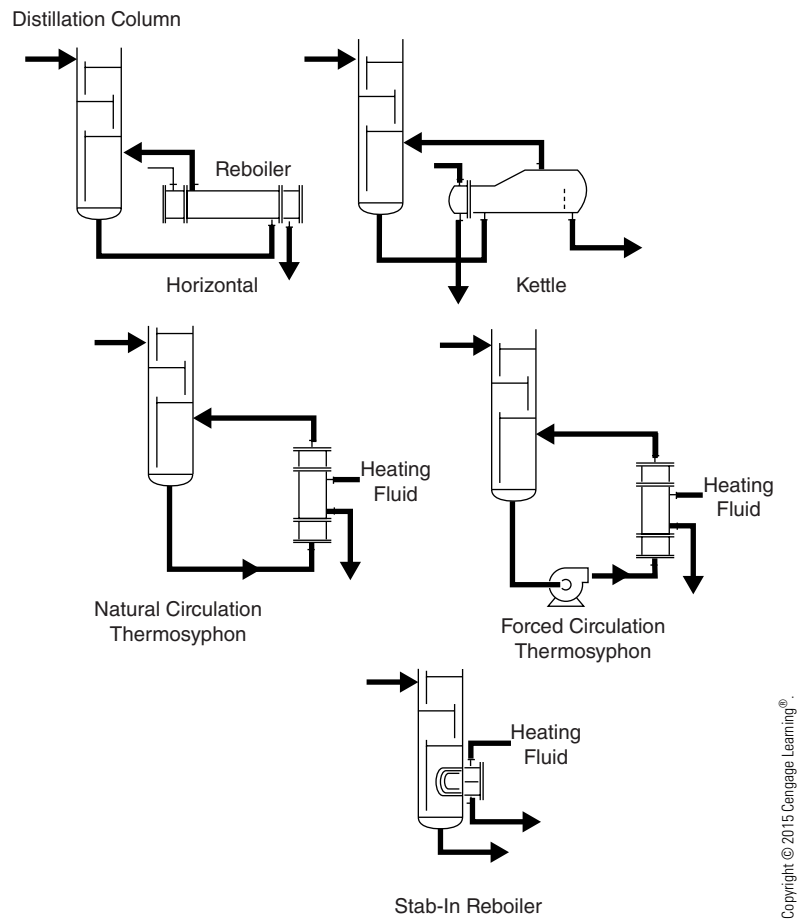 Distillation Column
Reboiler
Horizontal
Kettle
Heating
Fluid
Heating
Fluid
Natural Circulation
Thermosyphon
Forced Circulation
Thermosyphon
Heating
Fluid
Stab-In Reboiler
Copyright © 2015 Cengage Learning®.